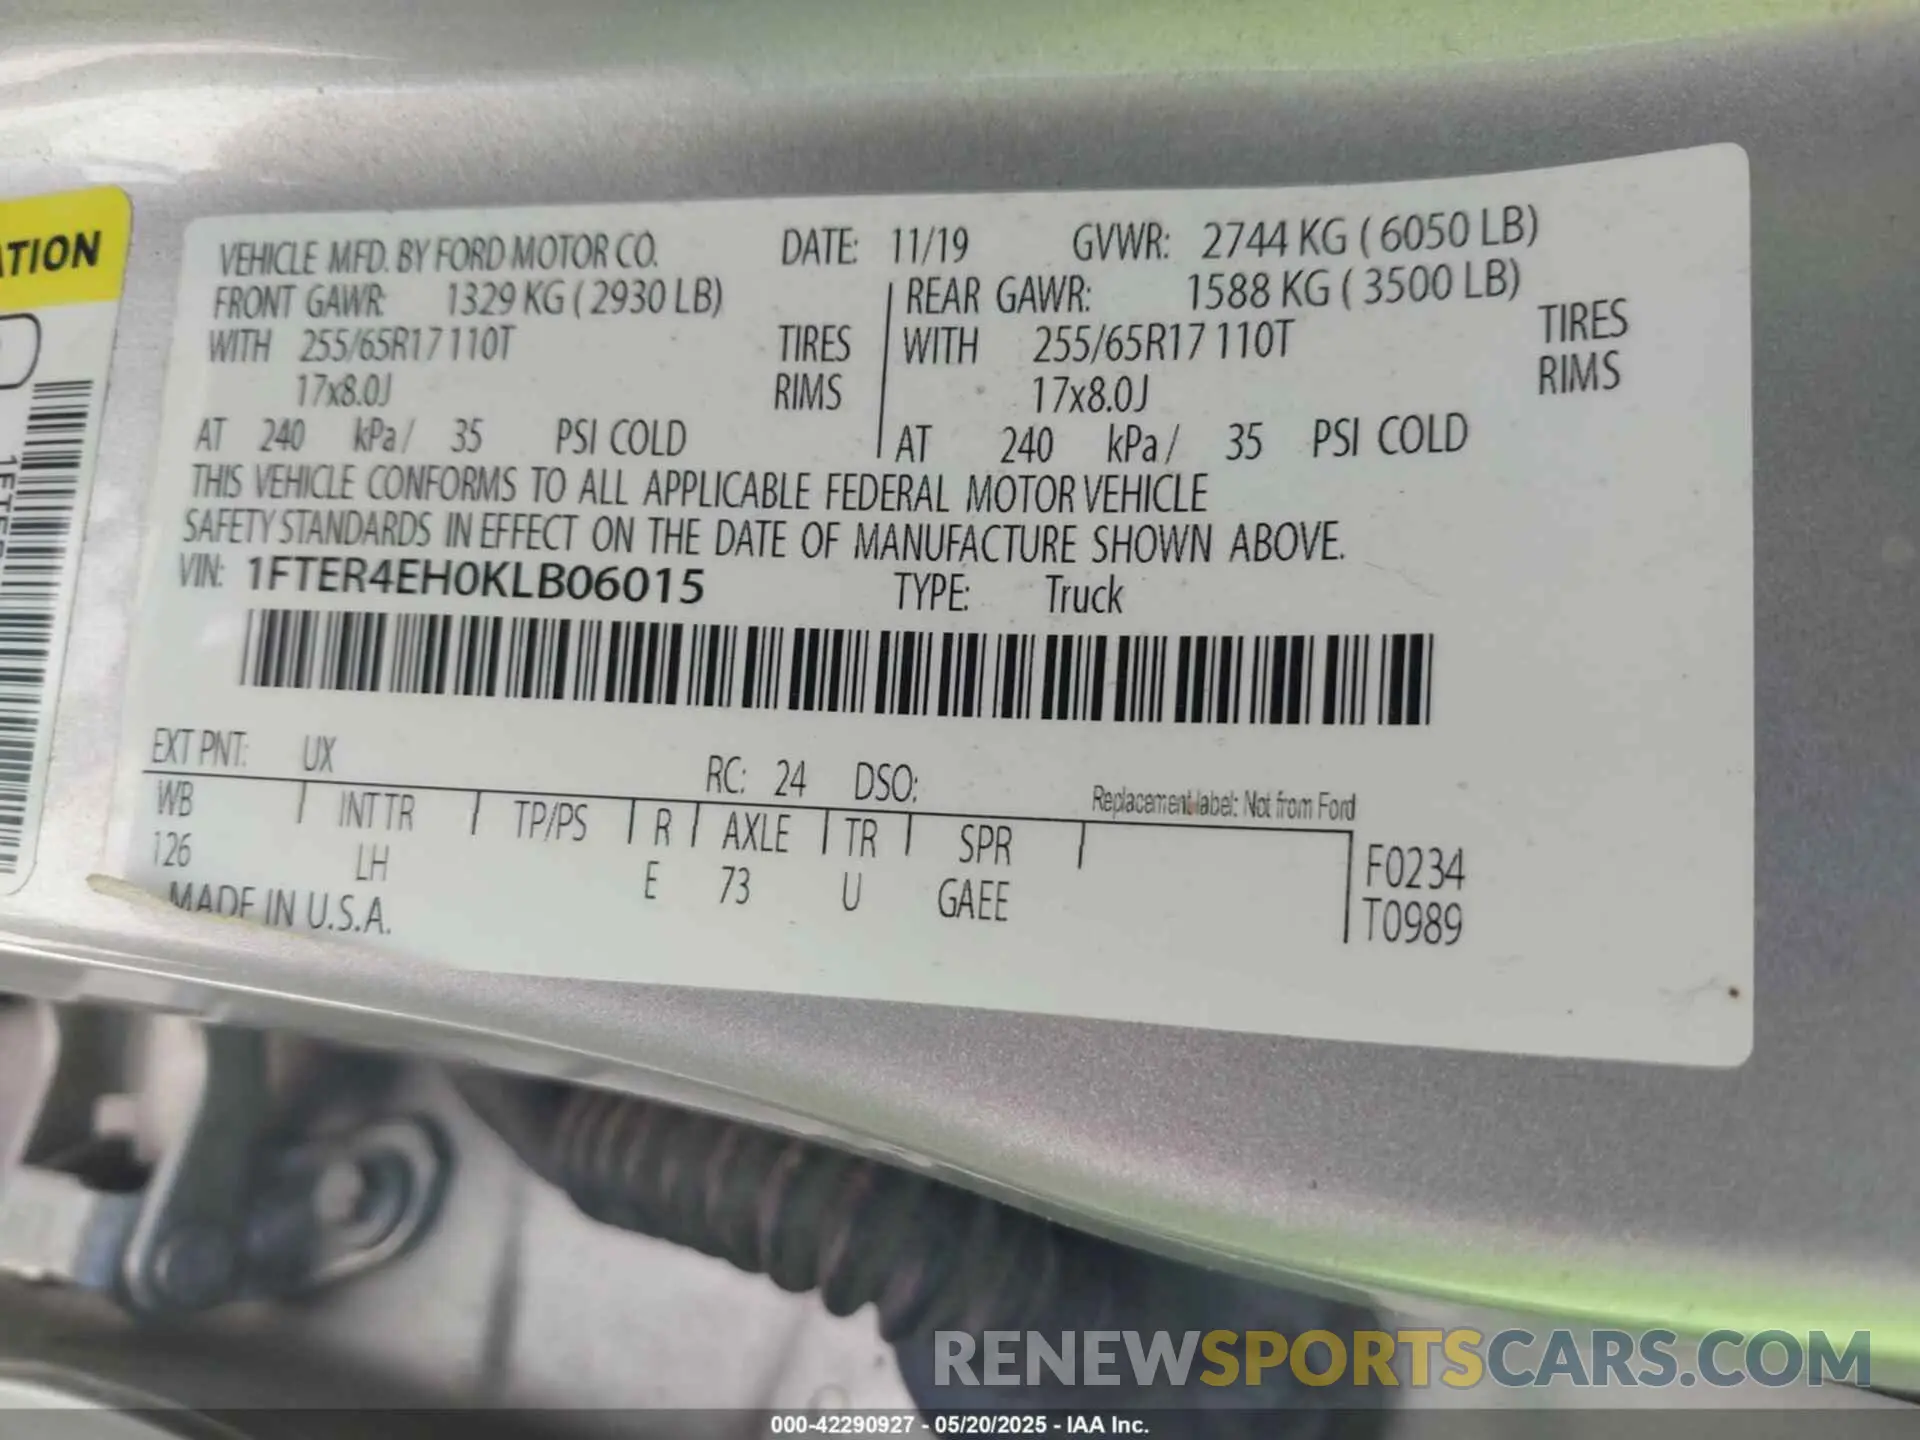 ATION
VEHICLE MFD. BY FORD MOTOR CO. DATE: 11/19 GVWR: 2744 KG ( 6050 LB)
FRONT GAWR: 1329 KG ( 2930 LB) REAR GAWR: 1588 KG ( 3500 LB)
WITH 255/65R17 110T TIRES WITH 255/65R17 110T TIRES
17x8.0J RIMS 17x8.0J RIMS
AT 240 kPa/ 35 PSI COLD AT 240 kPa/ 35 PSI COLD
THIS VEHICLE CONFORMS TO ALL APPLICABLE FEDERAL MOTOR VEHICLE
SAFETY STANDARDS IN EFFECT ON THE DATE OF MANUFACTURE SHOWN ABOVE.
VIN: 1FTER4EH0KLB06015 TYPE: Truck
EXT PNT: UX RC: 24 DSO:
Replacement label: Not from Ford
WB INT TR TP/PS R AXLE TR SPR
126 LH E 73 U GAEE
F0234
T0989
MADE IN U.S.A.
RENEWSPORTSCARS.COM
000-42290927 - 05/20/2025 - IAA Inc.